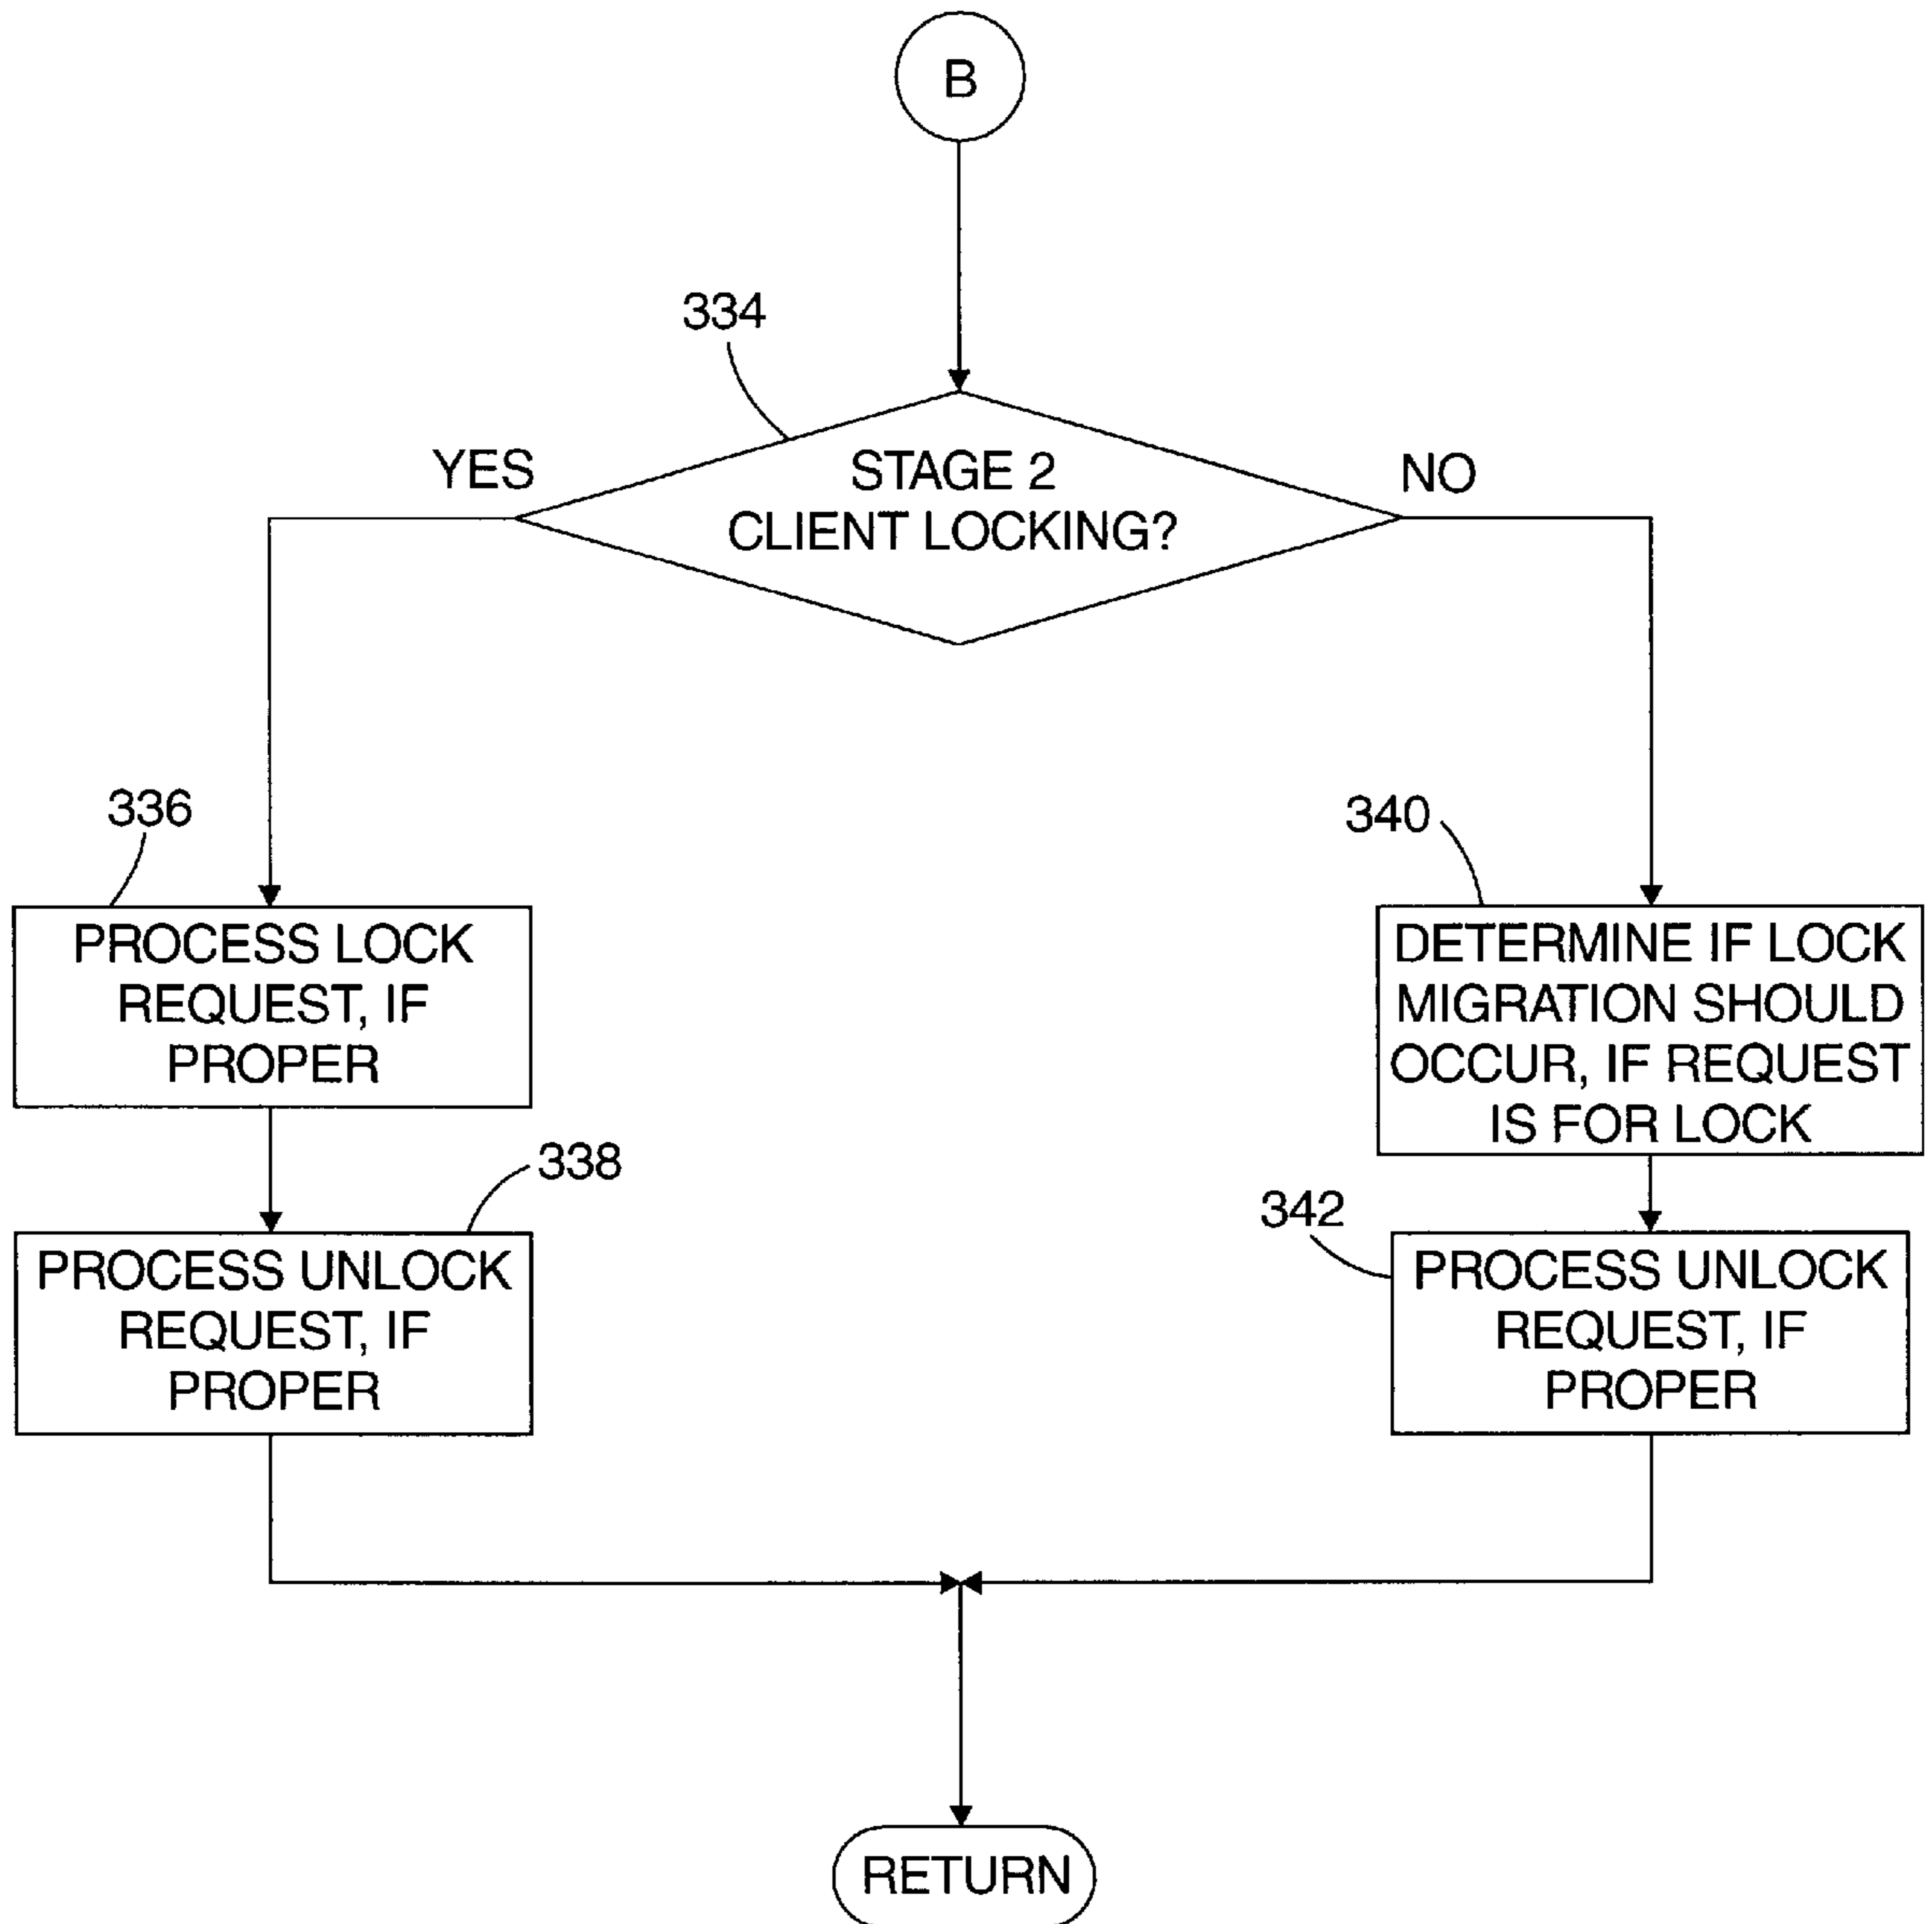 B
334
YES
STAGE 2
CLIENT LOCKING?
NO
336
PROCESS LOCK
REQUEST, IF
PROPER
340
DETERMINE IF LOCK
MIGRATION SHOULD
OCCUR, IF REQUEST
IS FOR LOCK
338
PROCESS UNLOCK
REQUEST, IF
PROPER
342
PROCESS UNLOCK
REQUEST, IF
PROPER
RETURN